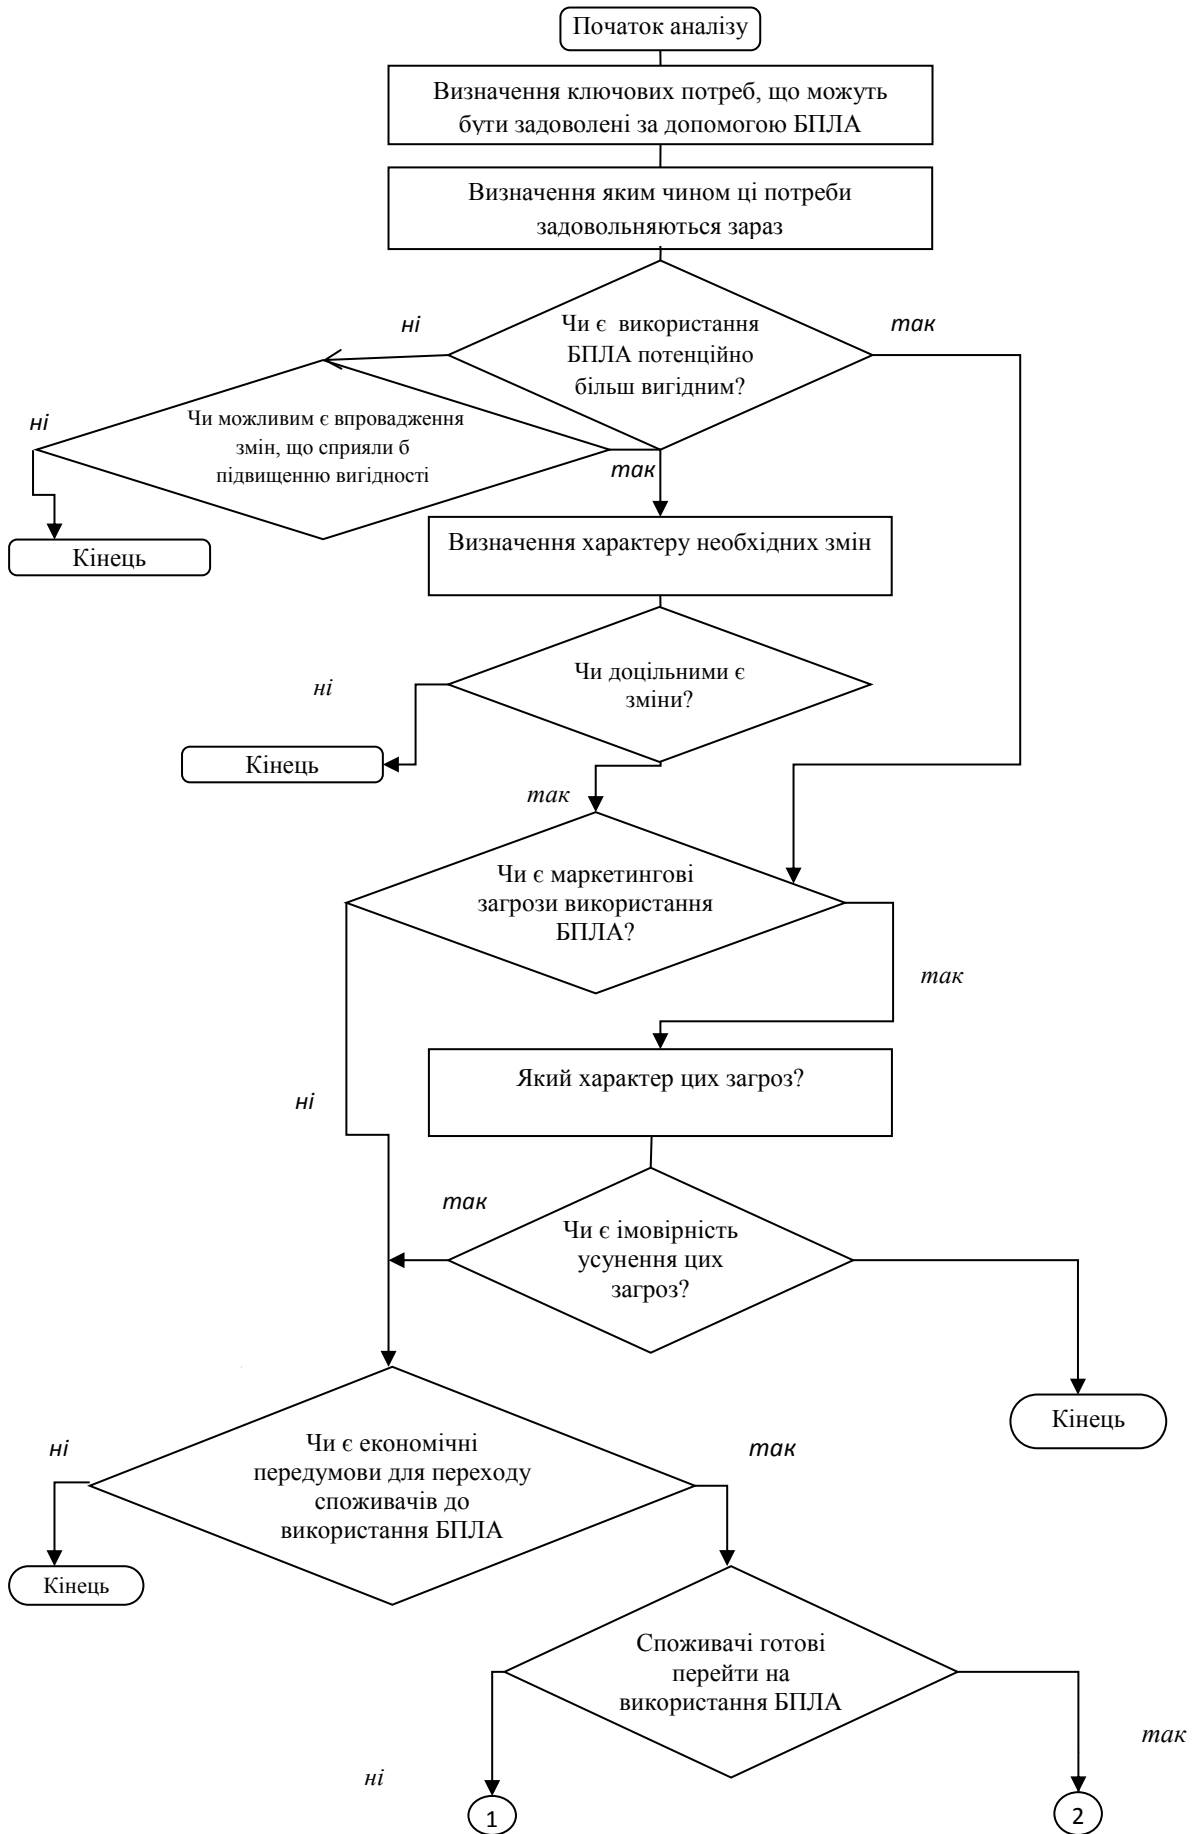 Початок аналізу
Визначення ключових потреб, що можуть
бути задоволені за допомогою БПЛА
Визначення яким чином ці потреби
задовольняються зараз
ні
так
Чи є використання
БПЛА потенційно
більш вигідним?
ні
Чи можливим є впровадження
змін, що сприяли б
підвищенню вигідності
так
Кінець
Визначення характеру необхідних змін
Чи доцільними є
зміни?
ні
Кінець
так
Чи є маркетингові
загрози використання
БПЛА?
так
Який характер цих загроз?
ні
так
Чи є імовірність
усунення цих
загроз?
Кінець
ні
Чи є економічні
передумови для переходу
споживачів до
використання БПЛА
так
Кінець
Споживачі готові
перейти на
використання БПЛА
так
ні
1
2